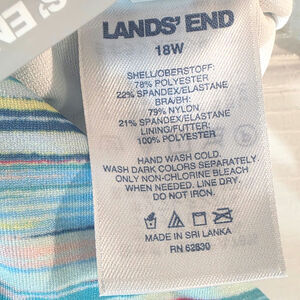 LANDS' END
18W
SHELL/OBERSTOFF:
78% POLYESTER
22% SPANDEX/ELASTANE
BRA/BH:
79% NYLON
21% SPANDEX/ELASTANE
LINING/FUTTER:
100% POLYESTER
HAND WASH COLD.
WASH DARK COLORS SEPARATELY.
ONLY NON-CHLORINE BLEACH
WHEN NEEDED. LINE DRY.
DO NOT IRON.
MADE IN SRI LANKA
RN 62830